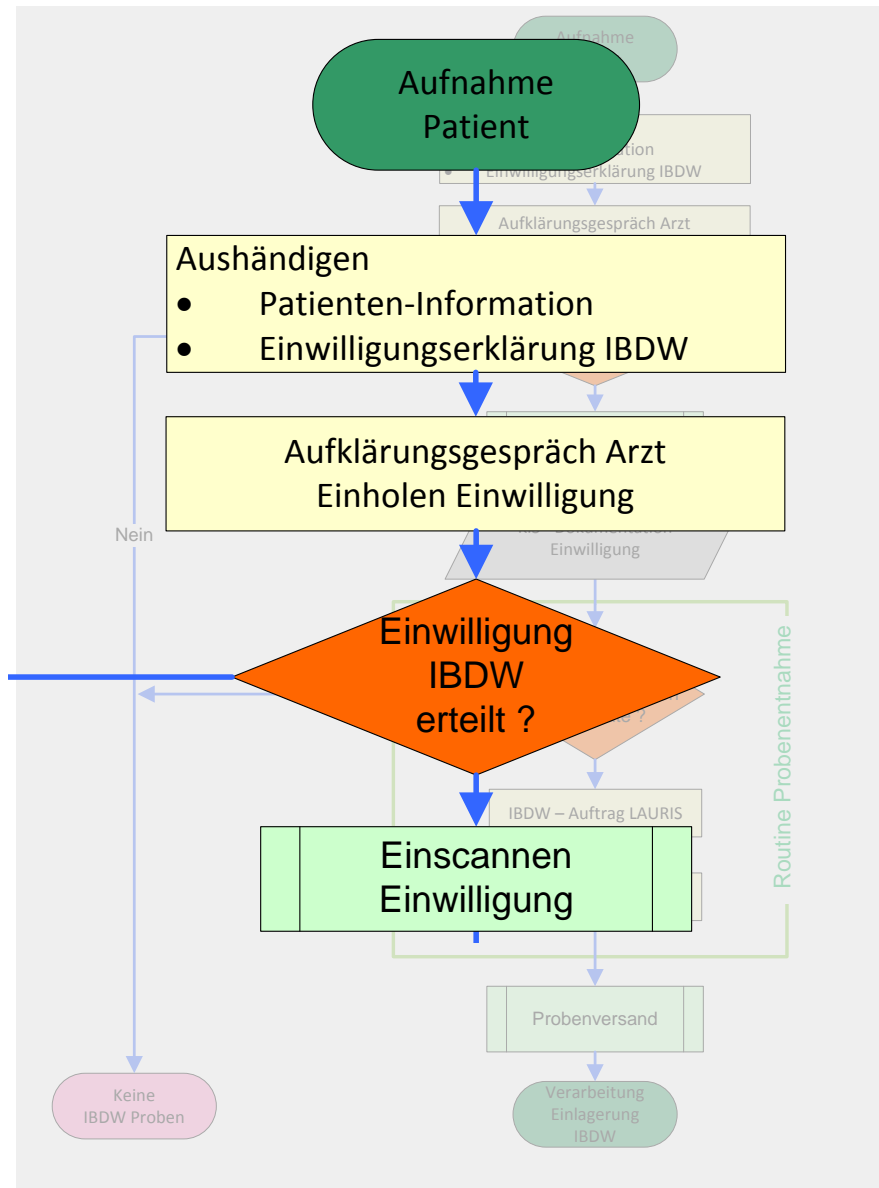 Aufnahme
Aufnahme
Patient
ation
Einwilligungserklärung IBDW
Aufklärungsgespräch Arzt
Aushändigen
• Patienten-Information
• Einwilligungserklärung IBDW
Aufklärungsgespräch Arzt
Einholen Einwilligung
Nein
Einwilligung
Einwilligung
IBDW
erteilt ?
?
Routine Probenentnahme
IBDW – Auftrag LAURIS
Einscannen
Einwilligung
Probenversand
Keine
IBDW Proben
Verarbeitung
Einlagerung
IBDW